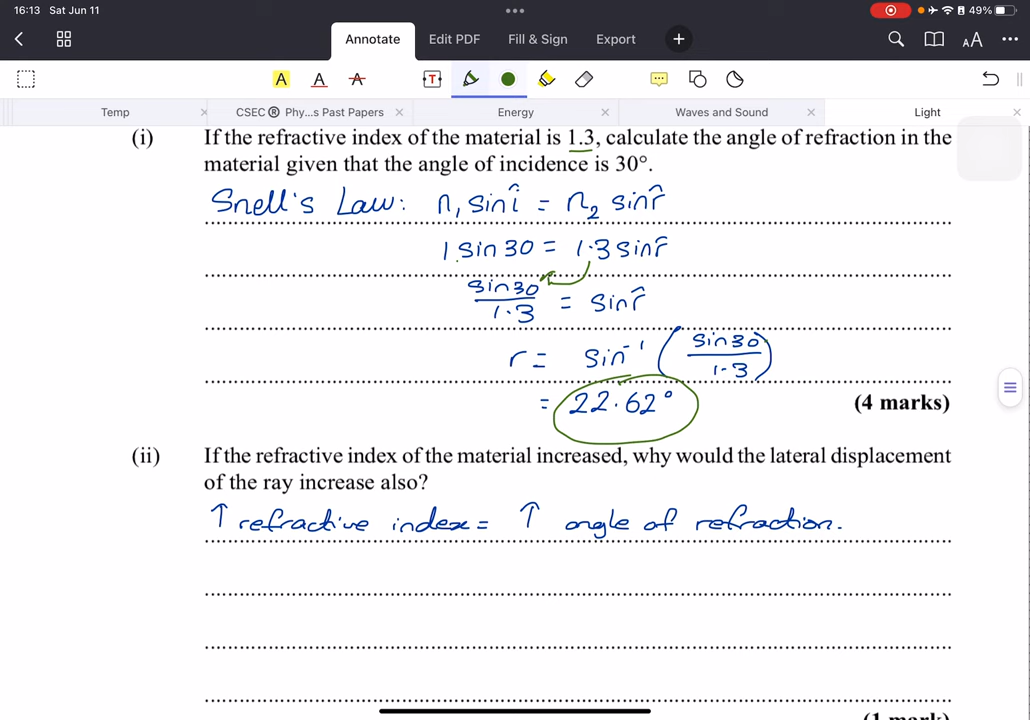 16:13 Sat Jun 11
49%
Annotate Edit PDF Fill & Sign Export
Temp CSEC ® Phy...s Past Papers Energy Waves and Sound Light
(i) If the refractive index of the material is 1.3, calculate the angle of refraction in the
material given that the angle of incidence is 30°.
Snell's Law: n₁ sin î = n₂ sin r̂
1 sin 30 = 1.3 sin r̂
sin 30 / 1.3 = sin r̂
r = sin⁻¹ ( sin 30 / 1.3 )
= 22.62°
(4 marks)
(ii) If the refractive index of the material increased, why would the lateral displacement
of the ray increase also?
↑ refractive index = ↑ angle of refraction.
(1 mark)